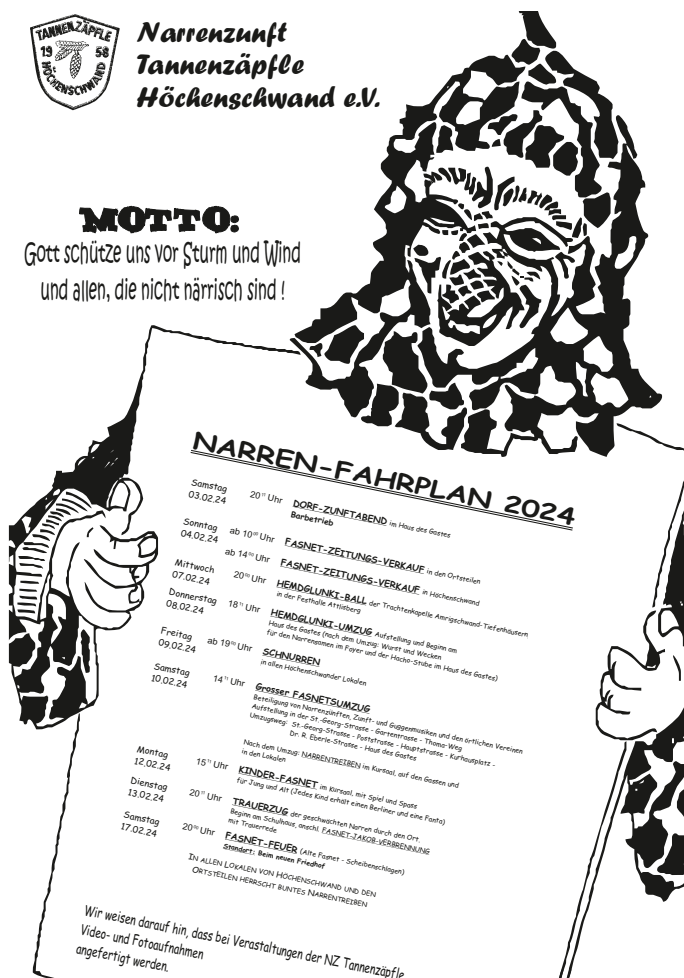 TANNENZÄPFLE
19 58
HÖCHENSCHWAND
Narrenzunft
Tannenzäpfle
Höchenschwand e.V.
MOTTO:
Gott schütze uns vor Sturm und Wind
und allen, die nicht närrisch sind !
NARREN-FAHRPLAN 2024
Samstag
03.02.24
20 Uhr
DORF-ZUNFTABEND im Haus des Gastes
Barbetrieb
Sonntag
04.02.24
ab 10⁰⁰ Uhr
FASNET-ZEITUNGS-VERKAUF in den Ortsteilen
ab 14⁰⁰ Uhr
FASNET-ZEITUNGS-VERKAUF in Höchenschwand
Mittwoch
07.02.24
20⁰⁰ Uhr
HEMDGLUNKI-BALL der Trachtenkapelle Amrigschwand-Tiefenhäusern
in der Festhalle Attlisberg
Donnerstag
08.02.24
18 Uhr
HEMDGLUNKI-UMZUG Aufstellung und Beginn am
Haus des Gastes (nach dem Umzug: Wurst und Wecken
für den Narrensamen im Foyer und der Hächo-Stube im Haus des Gastes)
Freitag
09.02.24
ab 19⁰⁰ Uhr
SCHNURREN
in allen Höchenschwander Lokalen
Samstag
10.02.24
14 Uhr
Grosser FASNETSUMZUG
Beteiligung von Narrenzünften, Zunft- und Guggenmusiken und den örtlichen Vereinen
Aufstellung in der St.-Georg-Strasse - Gartenstrasse - Thoma-Weg
Umzugsweg: St.-Georg-Strasse - Poststrasse - Hauptstrasse - Kurhausplatz -
Dr. R. Eberle-Strasse - Haus des Gastes
Nach dem Umzug: NARRENTREIBEN im Kursaal, auf den Gassen und
in den Lokalen
Montag
12.02.24
15 Uhr
KINDER-FASNET im Kursaal, mit Spiel und Spass
für Jung und Alt (Jedes Kind erhält einen Berliner und eine Fanta)
Dienstag
13.02.24
20 Uhr
TRAUERZUG der geschwächten Narren durch den Ort
Beginn am Schulhaus, anschl. FASNET-JAKOB-VERBRENNUNG
mit Trauerrede
Samstag
17.02.24
20⁰⁰ Uhr
FASNET-FEUER (Alte Fasnet - Scheibenschlagen)
Standort: Beim neuen Friedhof
IN ALLEN LOKALEN VON HÖCHENSCHWAND UND DEN
ORTSTEILEN HERRSCHT BUNTES NARRENTREIBEN
Wir weisen darauf hin, dass bei Verastaltungen der NZ Tannenzäpfle
Video- und Fotoaufnahmen
angefertigt werden.